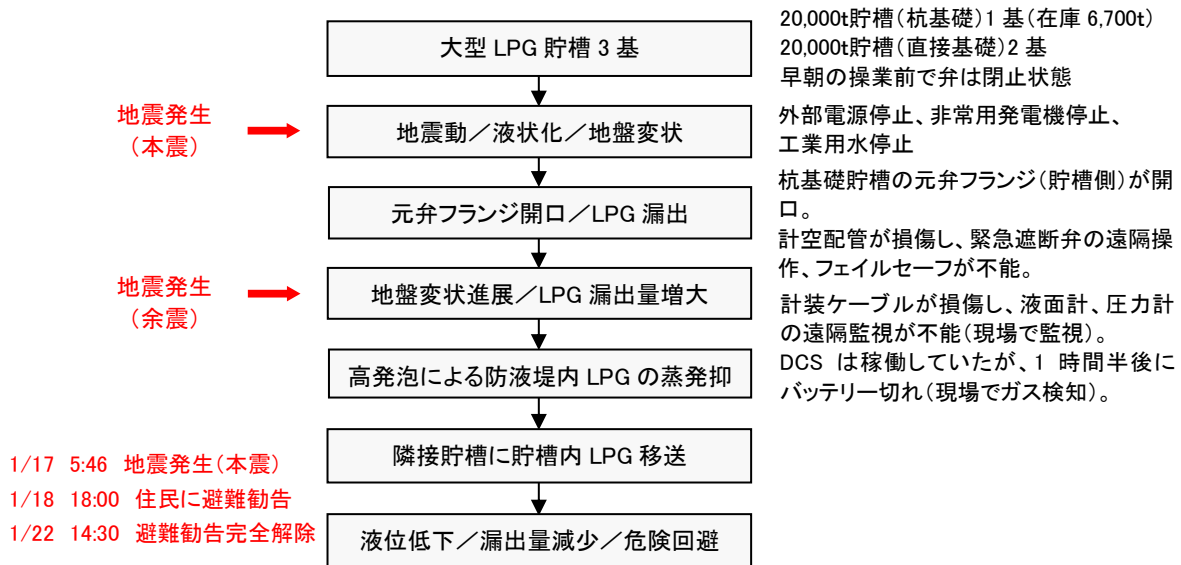 大型 LPG 貯槽 3 基
20,000t貯槽(杭基礎)1 基(在庫 6,700t)
20,000t貯槽(直接基礎)2 基
早朝の操業前で弁は閉止状態
地震発生
(本震)
地震動/液状化/地盤変状
外部電源停止、非常用発電機停止、
工業用水停止
元弁フランジ開口/LPG 漏出
杭基礎貯槽の元弁フランジ(貯槽側)が開
口。
計空配管が損傷し、緊急遮断弁の遠隔操
作、フェイルセーフが不能。
地震発生
(余震)
地盤変状進展/LPG 漏出量増大
計装ケーブルが損傷し、液面計、圧力計
の遠隔監視が不能(現場で監視)。
DCS は稼働していたが、1 時間半後に
バッテリー切れ(現場でガス検知)。
高発泡による防液堤内 LPG の蒸発抑
隣接貯槽に貯槽内 LPG 移送
1/17 5:46 地震発生(本震)
1/18 18:00 住民に避難勧告
1/22 14:30 避難勧告完全解除
液位低下/漏出量減少/危険回避